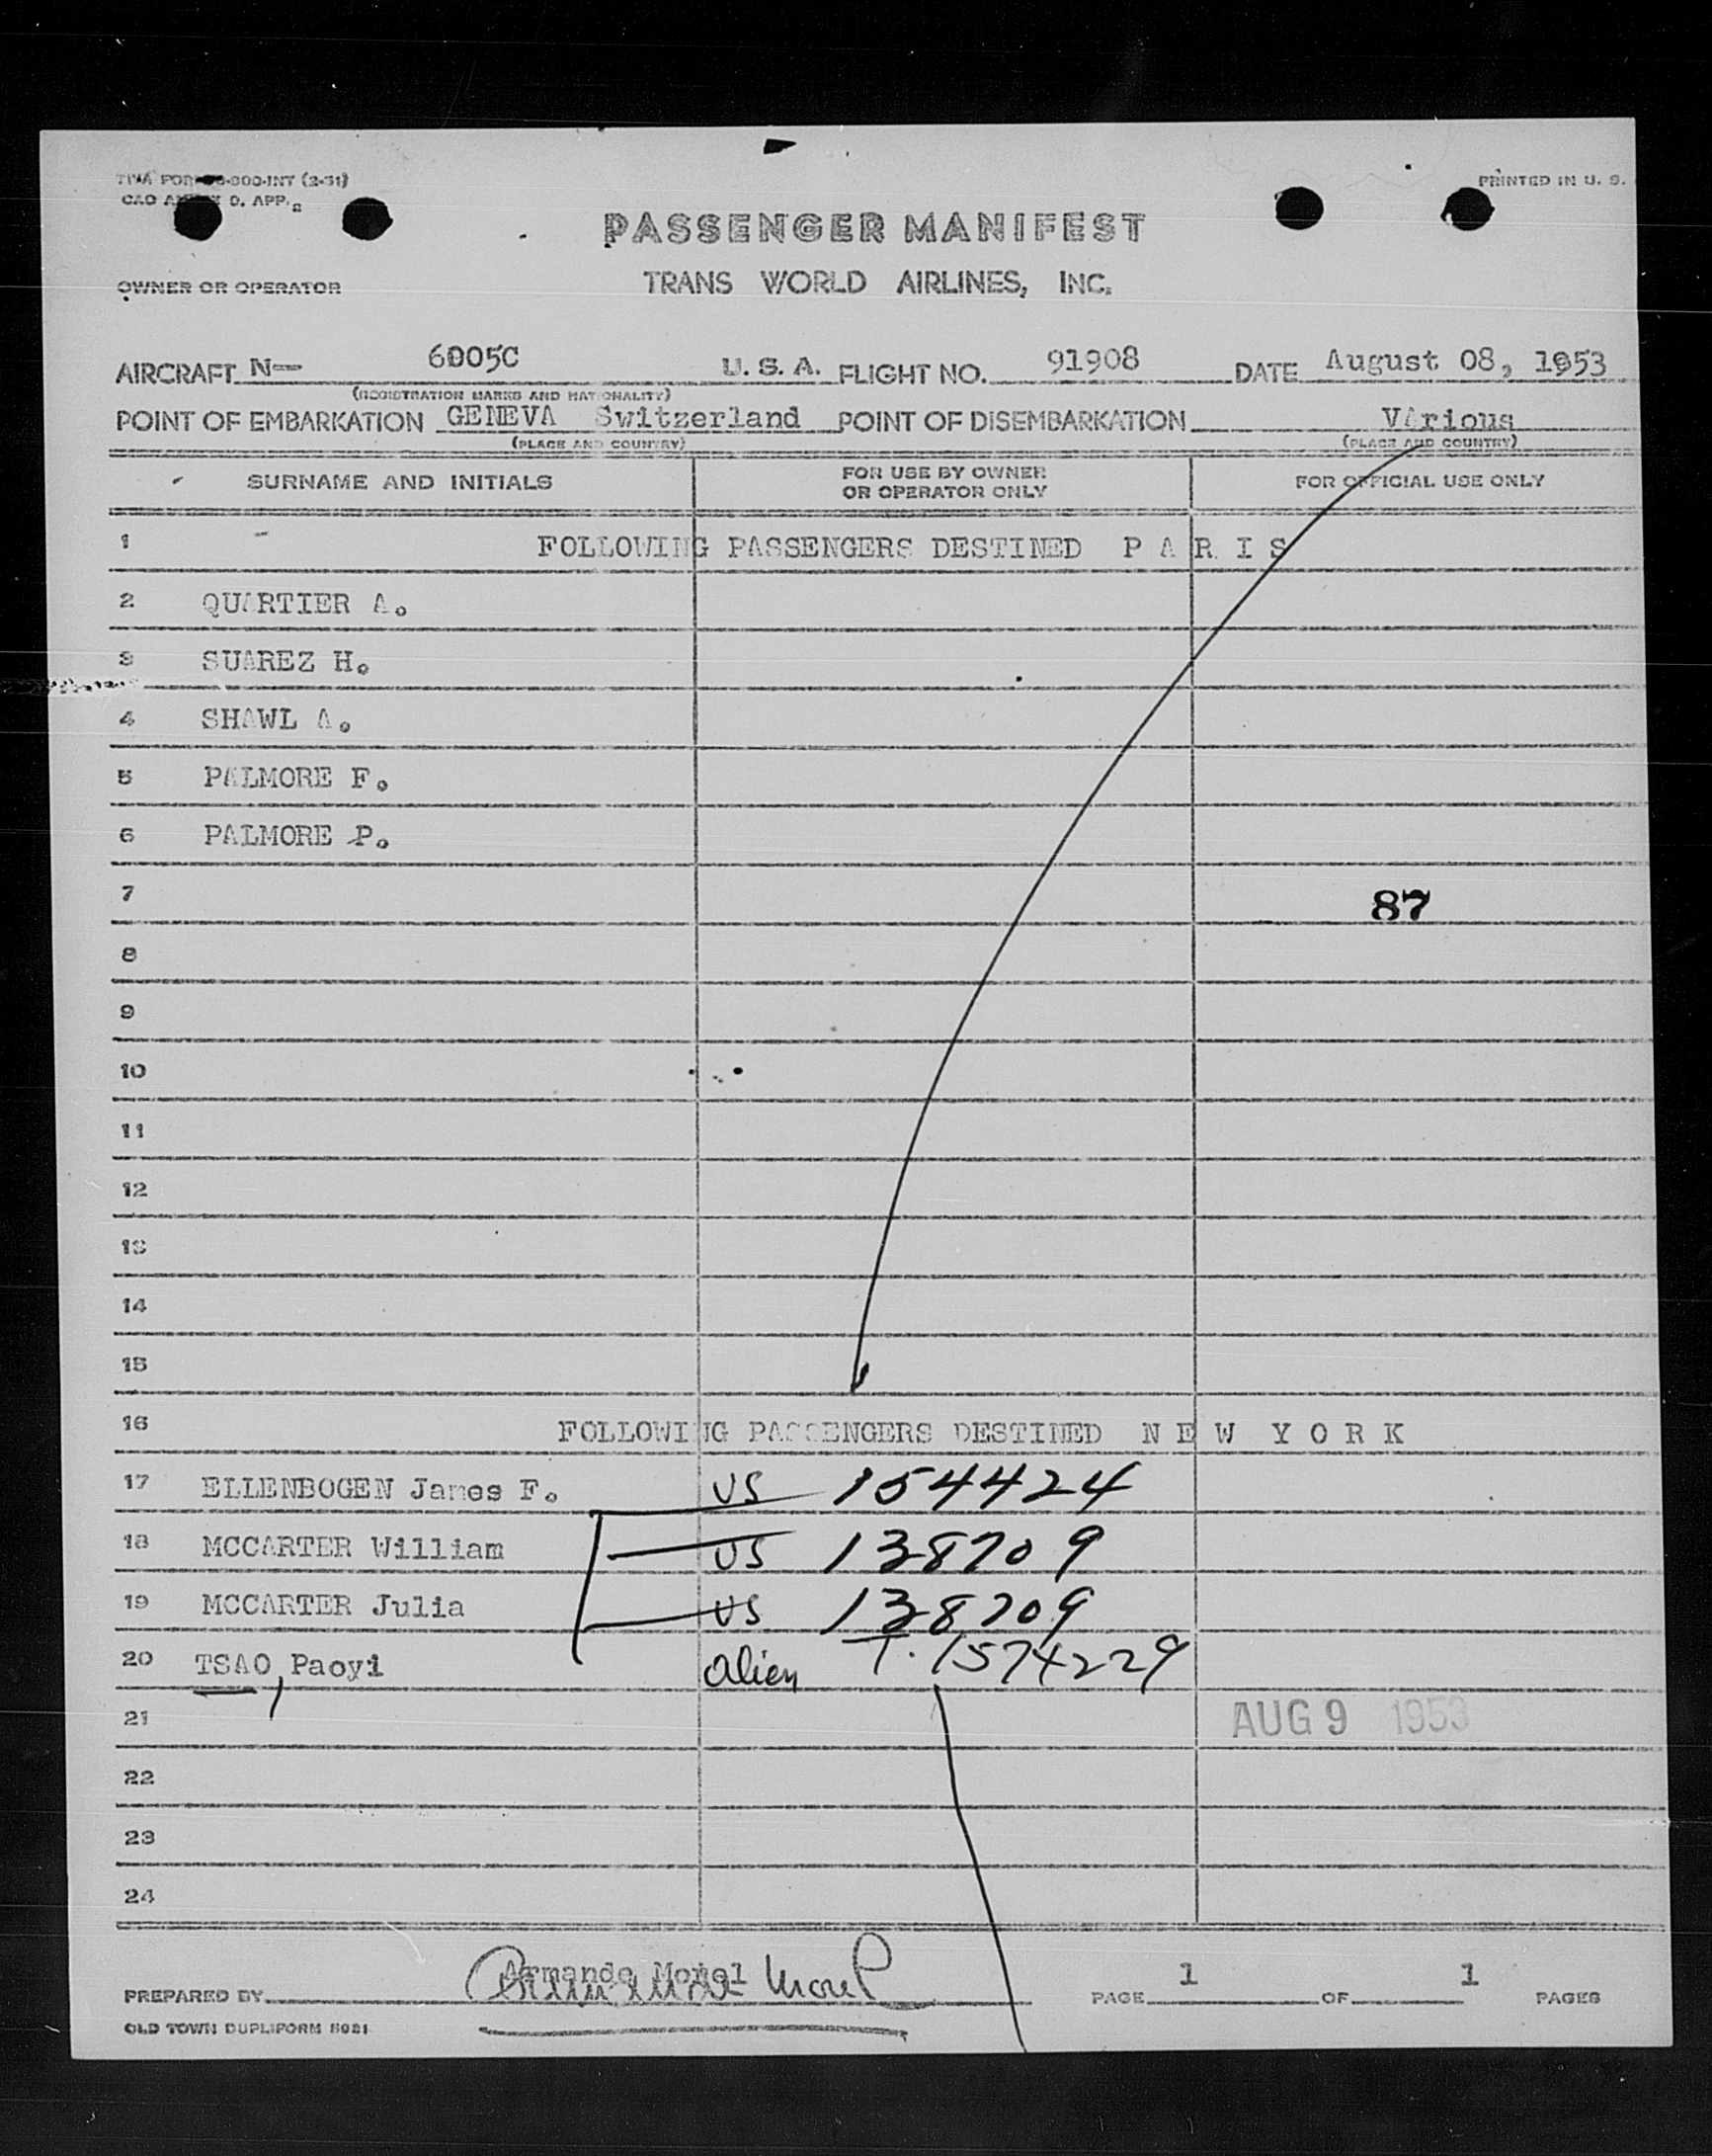 PRINTED IN U. S.
CAO D. APP.
PASSENGER MANIFEST
OWNER OR OPERATOR
TRANS WORLD AIRLINES, INC.
AIRCRAFT N— 6005C U. S. A. FLIGHT NO. 91908 DATE August 08, 1953
(REGISTRATION MARKS AND NATIONALITY)
POINT OF EMBARKATION GENEVA Switzerland POINT OF DISEMBARKATION VArious
(PLACE AND COUNTRY) (PLACE AND COUNTRY)
SURNAME AND INITIALS FOR USE BY OWNER OR OPERATOR ONLY FOR OFFICIAL USE ONLY
1 FOLLOWING PASSENGERS DESTINED P A R I S
2 QUARTIER A.
3 SUAREZ H.
4 SHAWL A.
5 PALMORE F.
6 PALMORE P.
7 87
8
9
10
11
12
13
14
15
16 FOLLOWING PASSENGERS DESTINED N E W Y O R K
17 ELLENBOGEN James F. US 154424
18 MCCARTER William US 138709
19 MCCARTER Julia US 138709
20 TSAO, Paoyi alien T. 1574229
21 AUG 9 1953
22
23
24
PREPARED BY Armando Morel PAGE 1 OF 1 PAGES
OLD TOWN DUPLIFORM